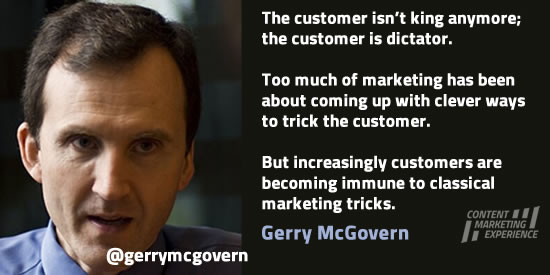 The customer isn't king anymore;
the customer is dictator.
Too much of marketing has been
about coming up with clever ways
to trick the customer.
But increasingly customers are
becoming immune to classical
marketing tricks.
Gerry McGovern
CONTENT
MARKETING
EXPERIENCE
@gerrymcgovern